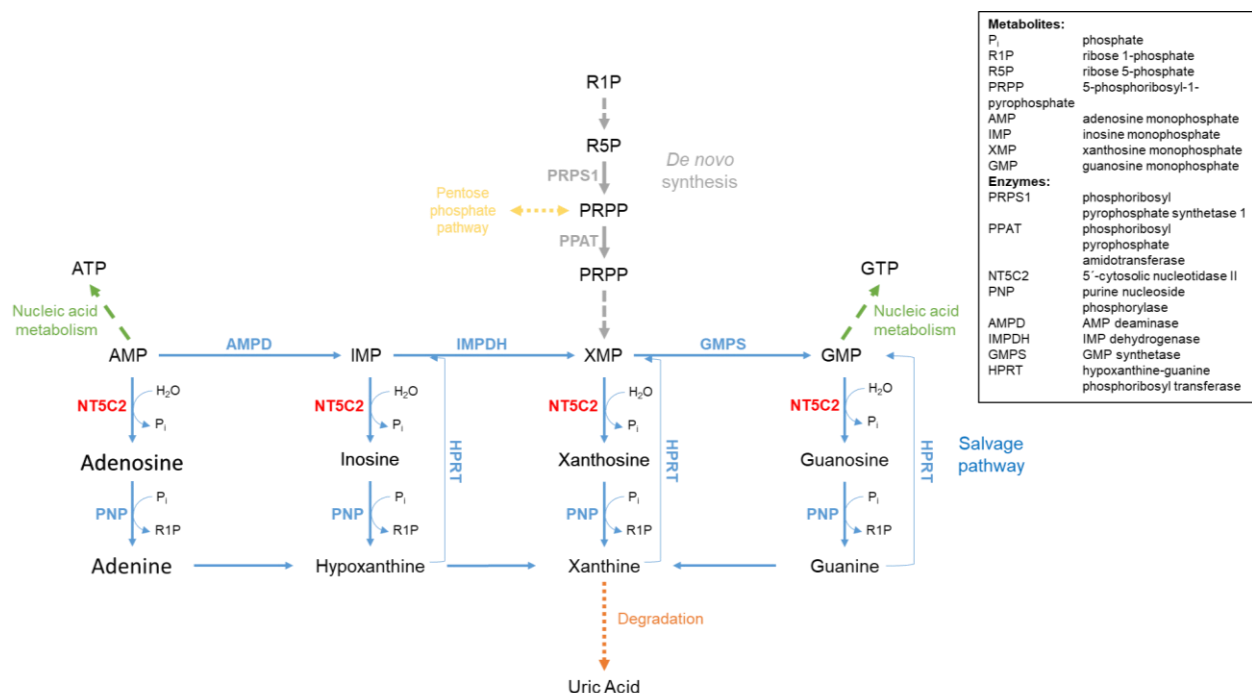 R1P
R5P
PRPS1
De novo
synthesis
Pentose
phosphate
pathway
PRPP
PPAT
PRPP
ATP
GTP
Nucleic acid
metabolism
Nucleic acid
metabolism
AMP AMPD IMP IMPDH XMP GMPS GMP
NT5C2 H2O Pi NT5C2 H2O Pi NT5C2 H2O Pi NT5C2 H2O Pi
Adenosine Inosine Xanthosine Guanosine
HPRT HPRT HPRT
Salvage
pathway
PNP Pi R1P PNP Pi R1P PNP Pi R1P PNP Pi R1P
Adenine Hypoxanthine Xanthine Guanine
Degradation
Uric Acid
Metabolites:
Pi phosphate
R1P ribose 1-phosphate
R5P ribose 5-phosphate
PRPP 5-phosphoribosyl-1-
pyrophosphate
AMP adenosine monophosphate
IMP inosine monophosphate
XMP xanthosine monophosphate
GMP guanosine monophosphate
Enzymes:
PRPS1 phosphoribosyl
pyrophosphate synthetase 1
PPAT phosphoribosyl
pyrophosphate
amidotransferase
NT5C2 5´-cytosolic nucleotidase II
PNP purine nucleoside
phosphorylase
AMPD AMP deaminase
IMPDH IMP dehydrogenase
GMPS GMP synthetase
HPRT hypoxanthine-guanine
phosphoribosyl transferase